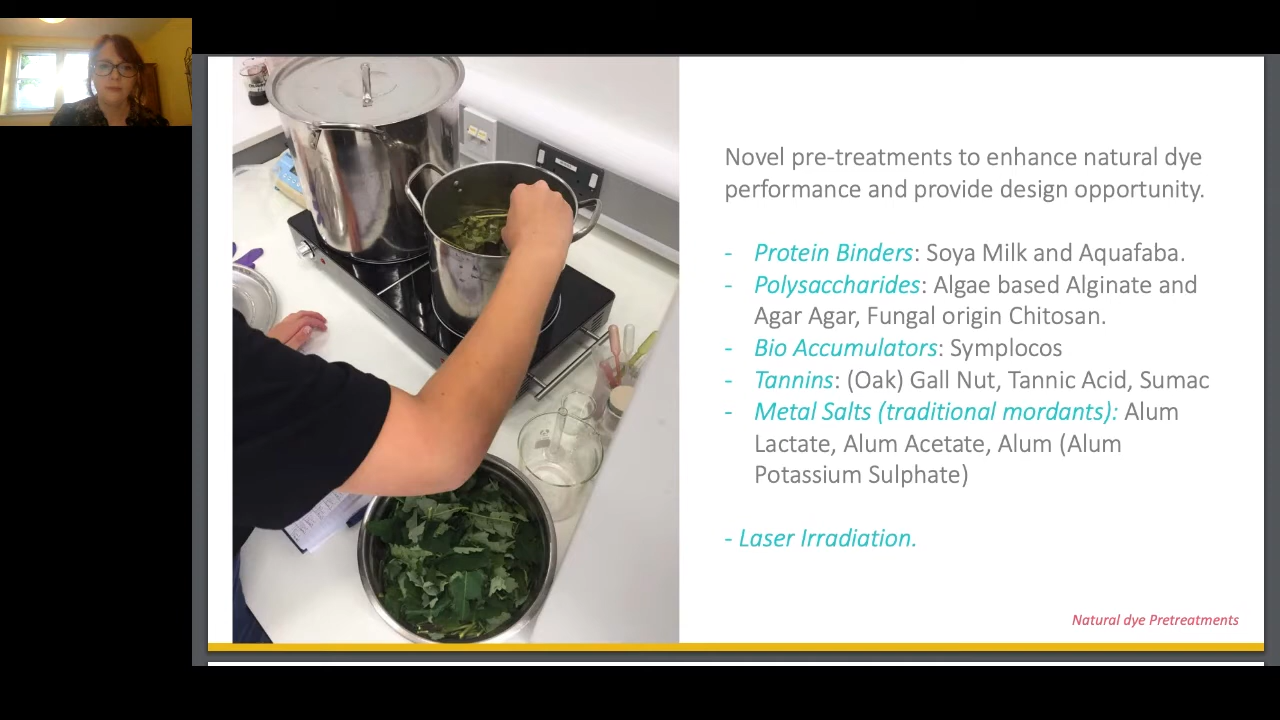 Novel pre-treatments to enhance natural dye
performance and provide design opportunity.
- Protein Binders: Soya Milk and Aquafaba.
- Polysaccharides: Algae based Alginate and
Agar Agar, Fungal origin Chitosan.
- Bio Accumulators: Symplocos
- Tannins: (Oak) Gall Nut, Tannic Acid, Sumac
- Metal Salts (traditional mordants): Alum
Lactate, Alum Acetate, Alum (Alum
Potassium Sulphate)
- Laser Irradiation.
Natural dye Pretreatments